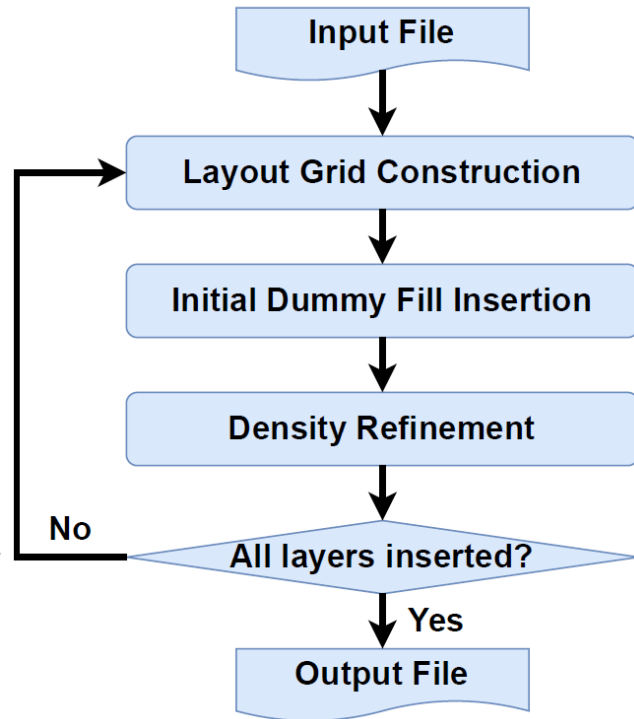 Input File
Layout Grid Construction
Initial Dummy Fill Insertion
Density Refinement
All layers inserted?
No
Yes
Output File